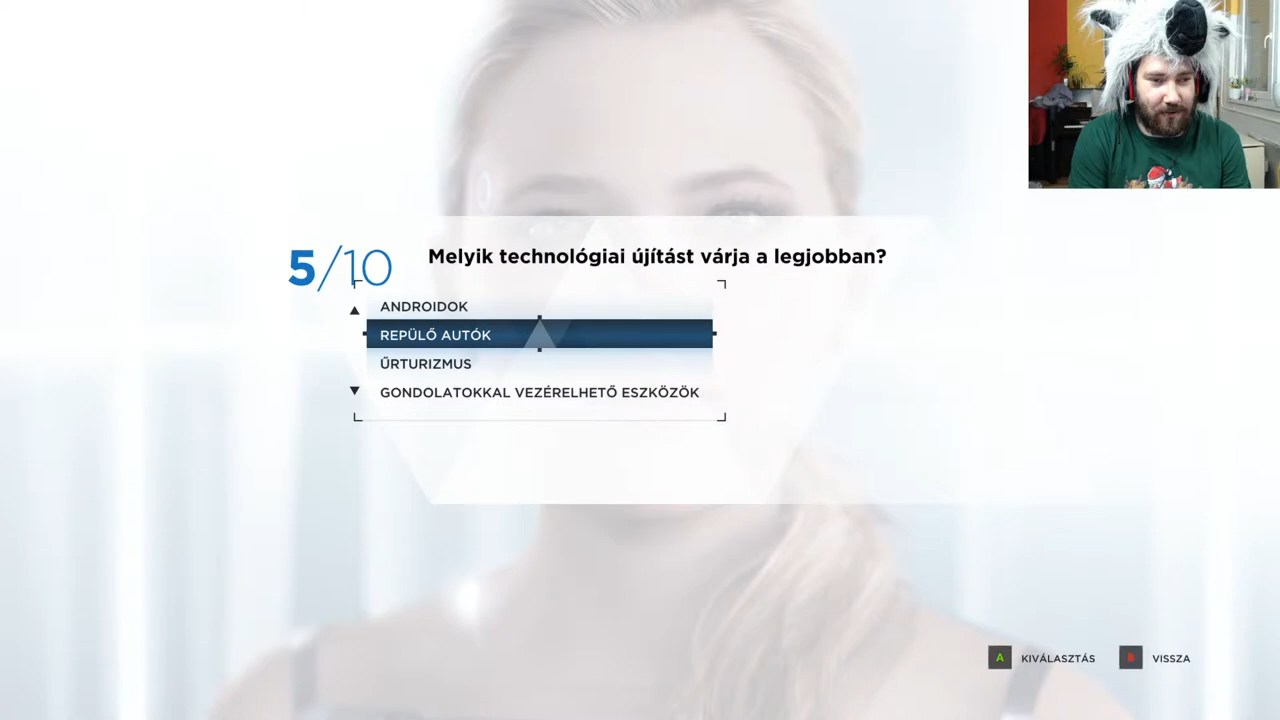 5/10
Melyik technológiai újítást várja a legjobban?
ANDROIDOK
REPÜLŐ AUTÓK
ŰRTURIZMUS
GONDOLATOKKAL VEZÉRELHETŐ ESZKÖZÖK
A KIVÁLASZTÁS
B VISSZA